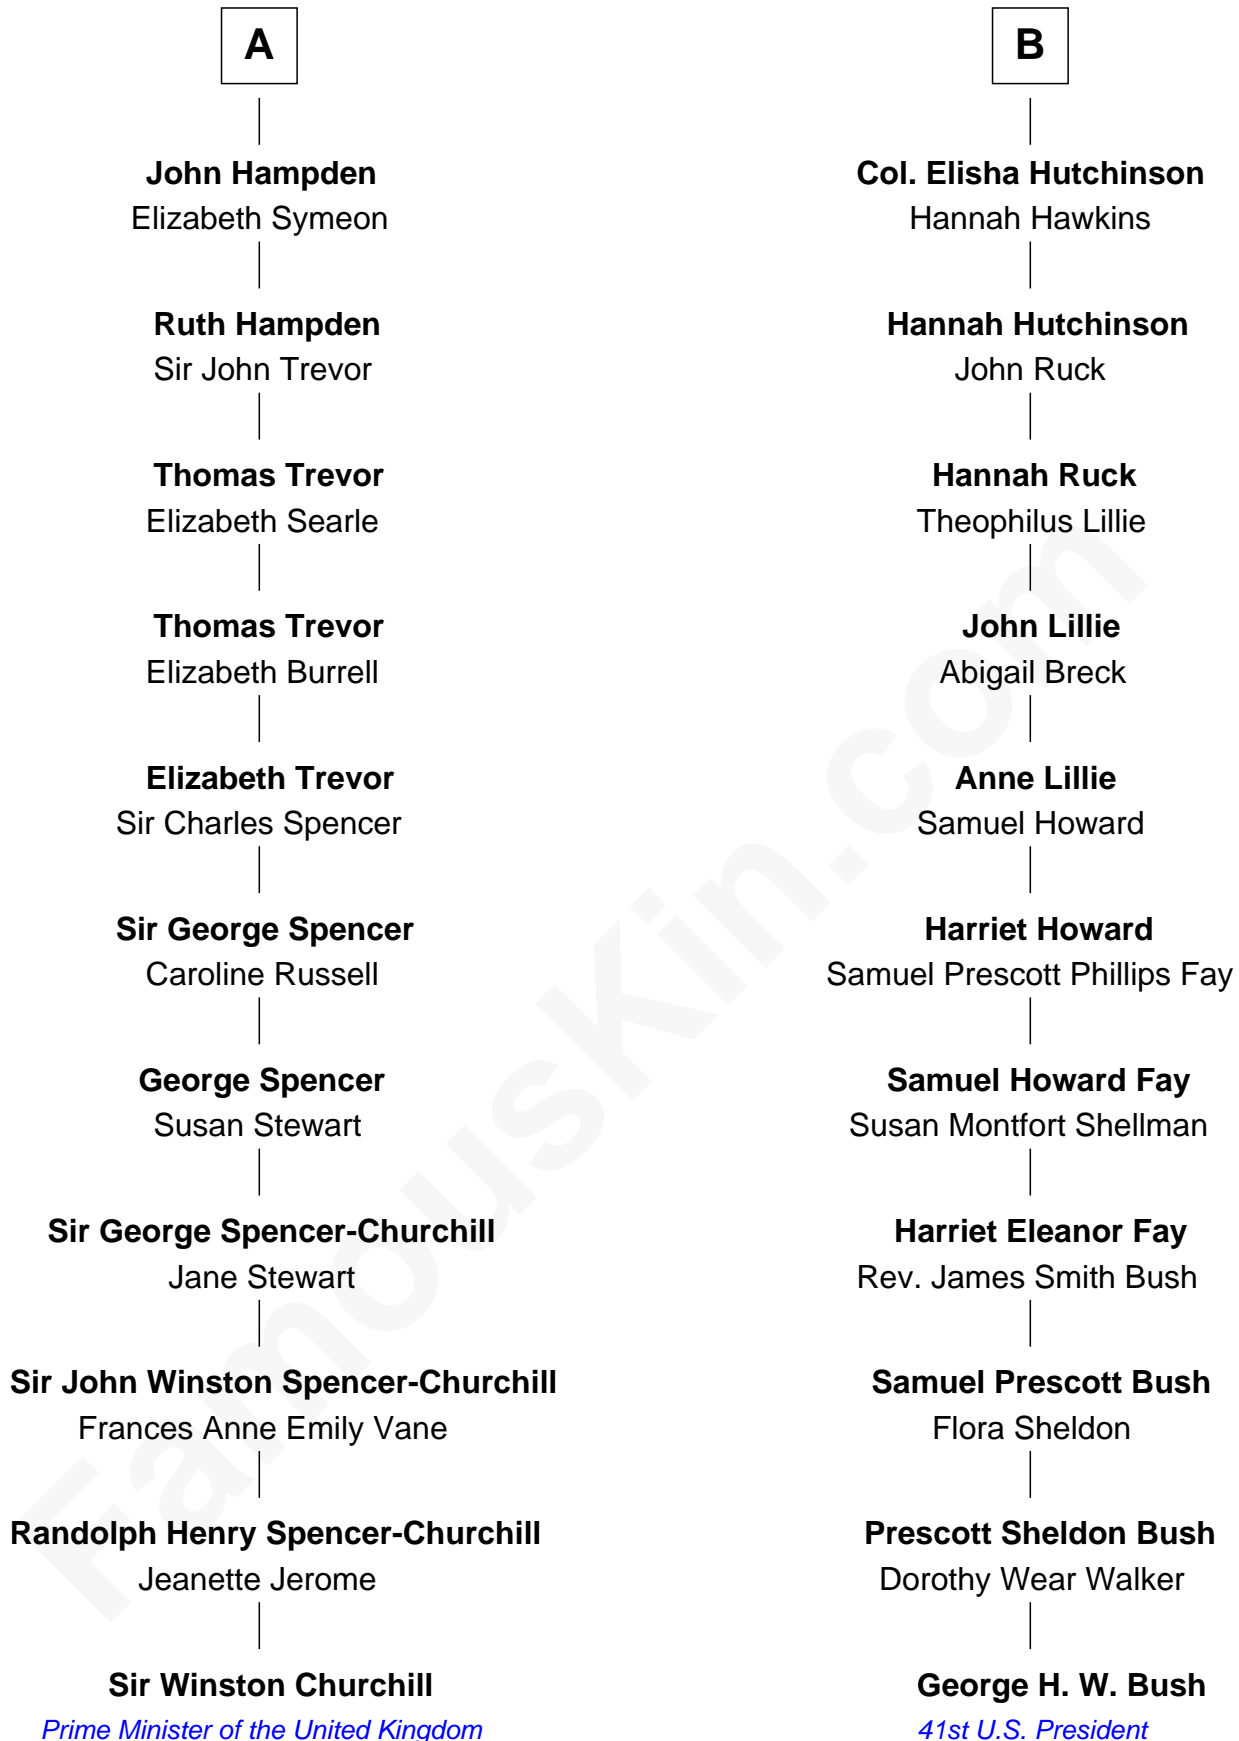 A
John Hampden
Elizabeth Symeon
Ruth Hampden
Sir John Trevor
Thomas Trevor
Elizabeth Searle
Thomas Trevor
Elizabeth Burrell
Elizabeth Trevor
Sir Charles Spencer
Sir George Spencer
Caroline Russell
George Spencer
Susan Stewart
Sir George Spencer-Churchill
Jane Stewart
Sir John Winston Spencer-Churchill
Frances Anne Emily Vane
Randolph Henry Spencer-Churchill
Jeanette Jerome
Sir Winston Churchill
Prime Minister of the United Kingdom
B
Col. Elisha Hutchinson
Hannah Hawkins
Hannah Hutchinson
John Ruck
Hannah Ruck
Theophilus Lillie
John Lillie
Abigail Breck
Anne Lillie
Samuel Howard
Harriet Howard
Samuel Prescott Phillips Fay
Samuel Howard Fay
Susan Montfort Shellman
Harriet Eleanor Fay
Rev. James Smith Bush
Samuel Prescott Bush
Flora Sheldon
Prescott Sheldon Bush
Dorothy Wear Walker
George H. W. Bush
41st U.S. President
FamousKin.com